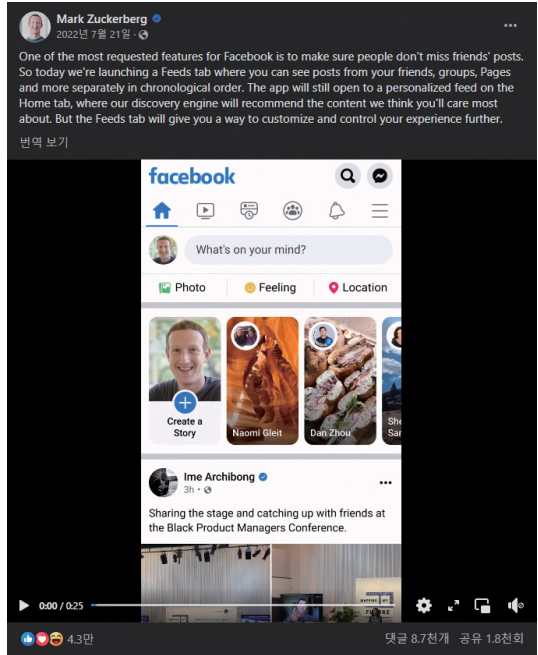 Mark Zuckerberg
2022년 7월 21일 ·
One of the most requested features for Facebook is to make sure people don't miss friends' posts.
So today we're launching a Feeds tab where you can see posts from your friends, groups, Pages
and more separately in chronological order. The app will still open to a personalized feed on the
Home tab, where our discovery engine will recommend the content we think you'll care most
about. But the Feeds tab will give you a way to customize and control your experience further.
번역 보기
facebook
What's on your mind?
Photo Feeling Location
Create a
Story
Naomi Gleit
Dan Zhou
She
Sar
Ime Archibong
3h ·
Sharing the stage and catching up with friends at
the Black Product Managers Conference.
FUTURE
0:00 / 0:25
4.3만 댓글 8.7천개 공유 1.8천회